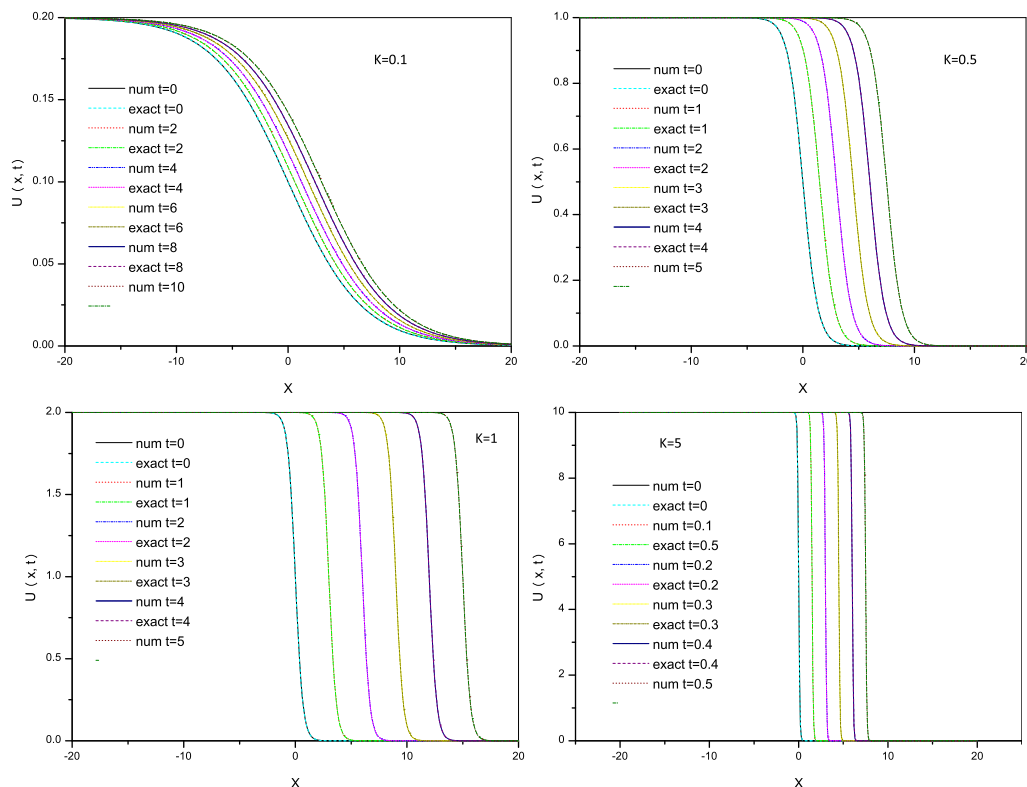 0.20
0.15
0.10
0.05
0.00
-20
-10
0
10
20
U ( x, t )
X
K=0.1
num t=0
exact t=0
num t=2
exact t=2
num t=4
exact t=4
num t=6
exact t=6
num t=8
exact t=8
num t=10
1.0
0.8
0.6
0.4
0.2
0.0
-20
-10
0
10
20
U ( x, t )
X
K=0.5
num t=0
exact t=0
num t=1
exact t=1
num t=2
exact t=2
num t=3
exact t=3
num t=4
exact t=4
num t=5
2.0
1.5
1.0
0.5
0.0
-20
-10
0
10
20
U ( x, t )
X
K=1
num t=0
exact t=0
num t=1
exact t=1
num t=2
exact t=2
num t=3
exact t=3
num t=4
exact t=4
num t=5
10
8
6
4
2
0
-20
-10
0
10
20
U ( x, t )
X
K=5
num t=0
exact t=0
num t=0.1
exact t=0.5
num t=0.2
exact t=0.2
num t=0.3
exact t=0.3
num t=0.4
exact t=0.4
num t=0.5